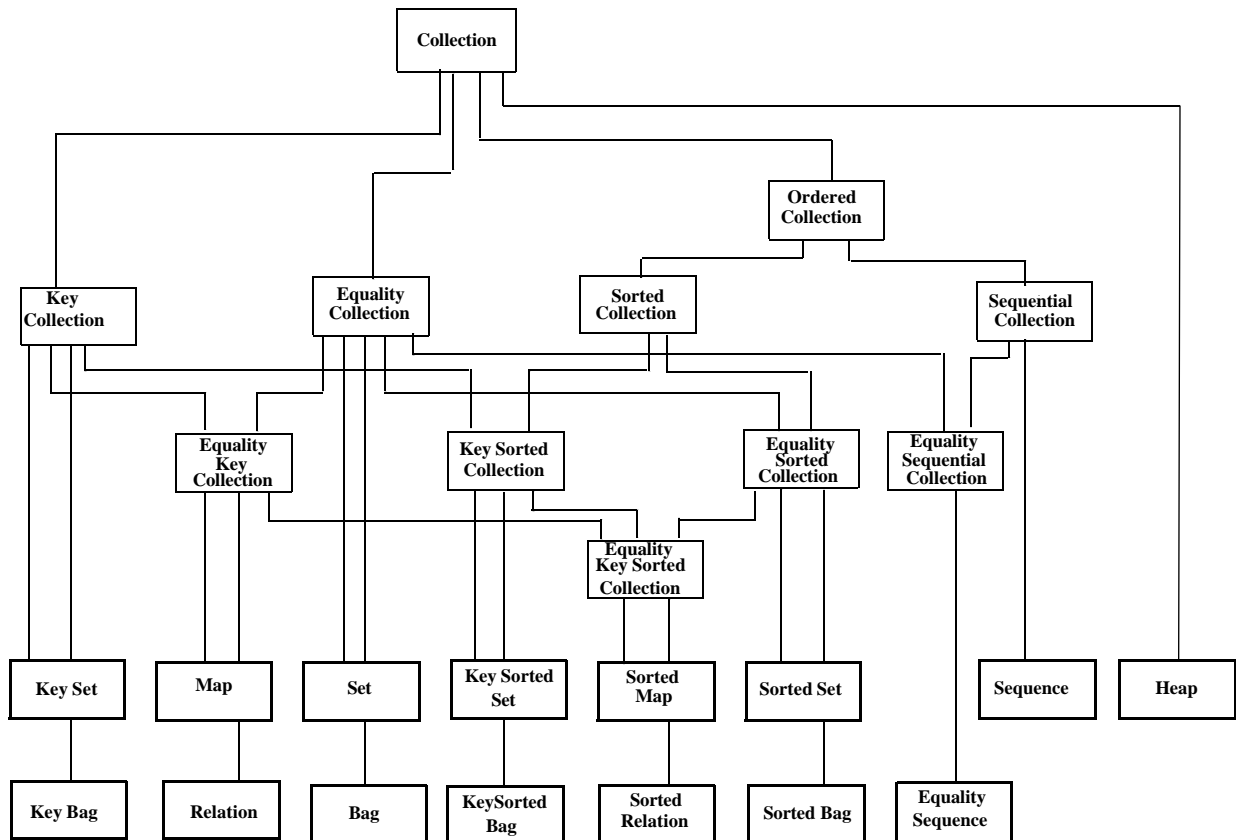 Collection
Ordered
Collection
Key
Collection
Equality
Collection
Sorted
Collection
Sequential
Collection
Equality
Key
Collection
Key Sorted
Collection
Equality
Sorted
Collection
Equality
Sequential
Collection
Equality
Key Sorted
Collection
Key Set
Map
Set
Key Sorted
Set
Sorted
Map
Sorted Set
Sequence
Heap
Key Bag
Relation
Bag
KeySorted
Bag
Sorted
Relation
Sorted Bag
Equality
Sequence